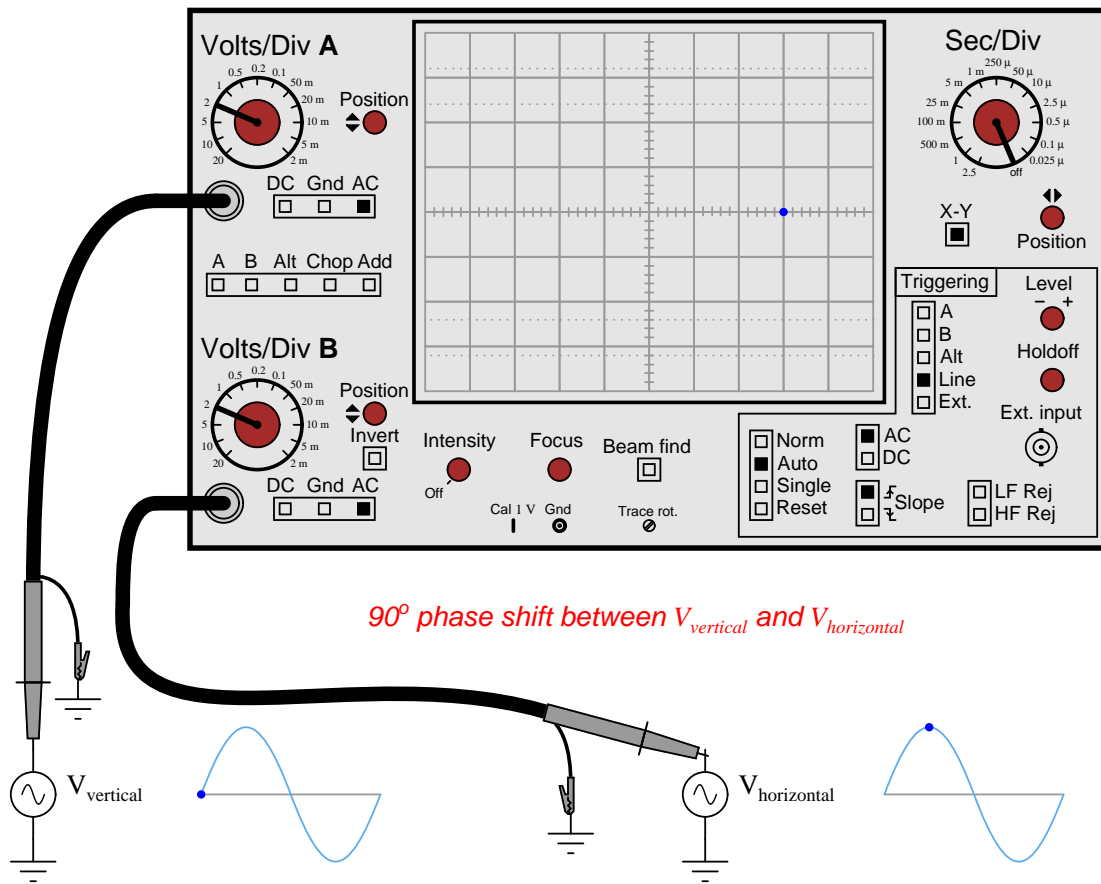 Volts/Div A
0.5 0.2 0.1
1 50 m
2 20 m
5 10 m
10 5 m
20 2 m
Position
DC Gnd AC
A B Alt Chop Add
Volts/Div B
0.5 0.2 0.1
1 50 m
2 20 m
5 10 m
10 5 m
20 2 m
Position
Invert
DC Gnd AC
Intensity
Off
Focus
Beam find
Cal 1 V Gnd Trace rot.
Sec/Div
250 µ
1 m 50 µ
5 m 10 µ
25 m 2.5 µ
100 m 0.5 µ
500 m 0.1 µ
1 0.025 µ
2.5 off
X-Y
Position
Triggering
A
B
Alt
Line
Ext.
Level
- +
Holdoff
Ext. input
Norm
Auto
Single
Reset
AC
DC
Slope
LF Rej
HF Rej
90o phase shift between Vvertical and Vhorizontal
Vvertical
Vhorizontal